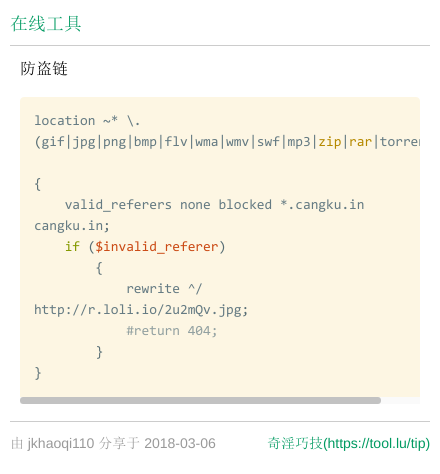 在线工具
防盗链
location ~* \.
(gif|jpg|png|bmp|flv|wma|wmv|swf|mp3|zip|rar|torren
{
valid_referers none blocked *.cangku.in
cangku.in;
if ($invalid_referer)
{
rewrite ^/
http://r.loli.io/2u2mQv.jpg;
#return 404;
}
}
由 jkhaoqi110 分享于 2018-03-06 奇淫巧技(https://tool.lu/tip)